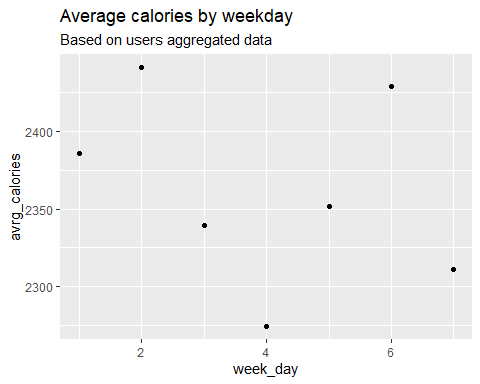 Average calories by weekday
Based on users aggregated data
2400
2350
2300
avrg_calories
2
4
6
week_day